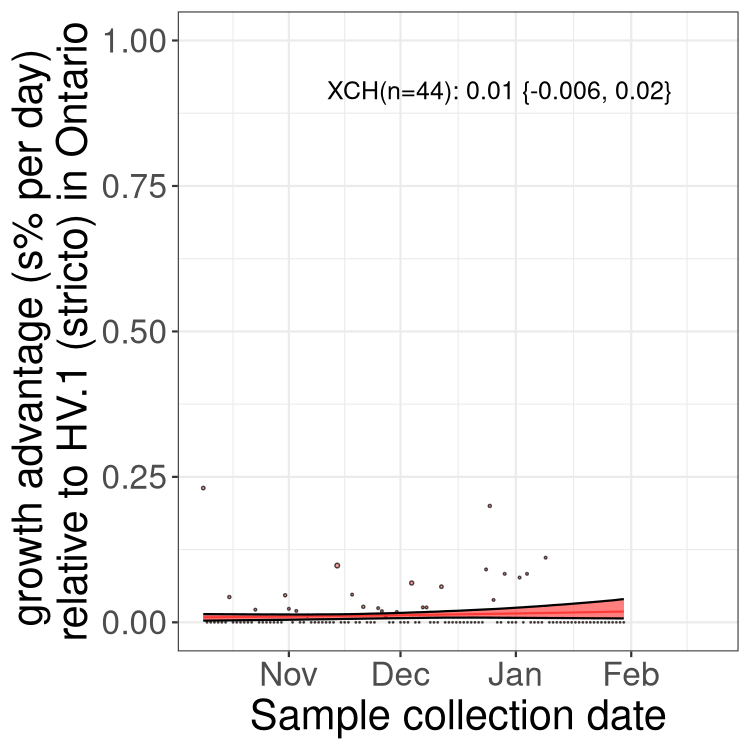 growth advantage (s% per day)
relative to HV.1 (stricto) in Ontario
1.00
0.75
0.50
0.25
0.00
XCH(n=44): 0.01 {-0.006, 0.02}
Nov Dec Jan Feb
Sample collection date